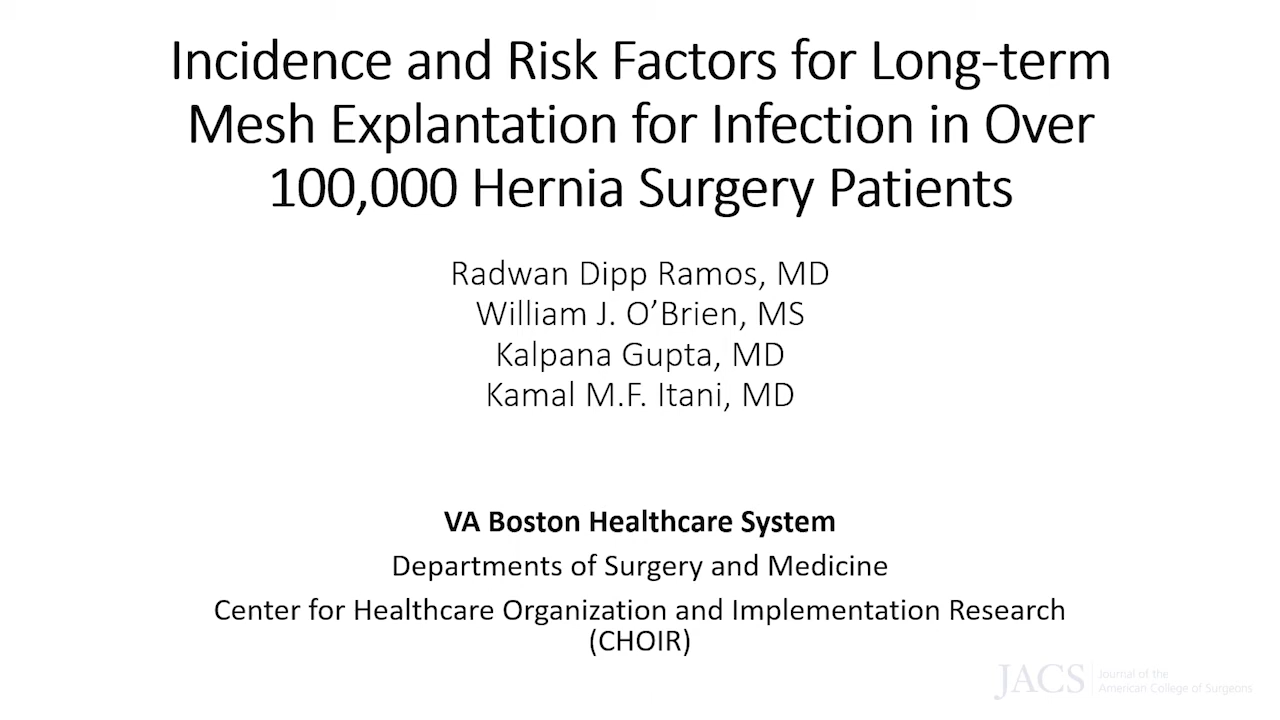 Incidence and Risk Factors for Long-term
Mesh Explantation for Infection in Over
100,000 Hernia Surgery Patients
Radwan Dipp Ramos, MD
William J. O’Brien, MS
Kalpana Gupta, MD
Kamal M.F. Itani, MD
VA Boston Healthcare System
Departments of Surgery and Medicine
Center for Healthcare Organization and Implementation Research
(CHOIR)
JACS
Journal of the
American College of Surgeons